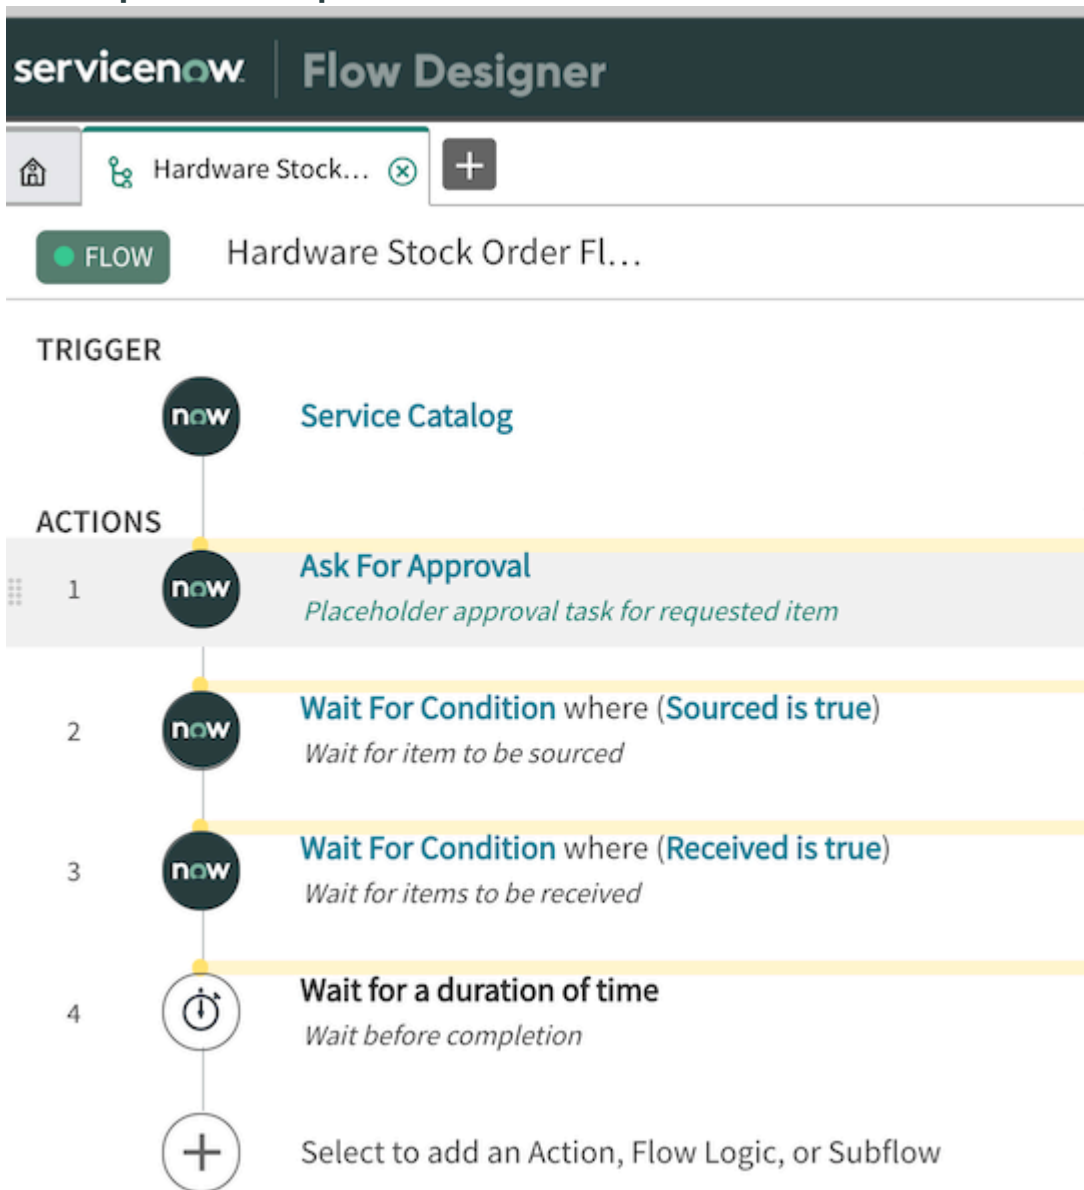 servicenow
Flow Designer
Hardware Stock...
FLOW
Hardware Stock Order Fl...
TRIGGER
now
Service Catalog
ACTIONS
1
now
Ask For Approval
Placeholder approval task for requested item
2
now
Wait For Condition where (Sourced is true)
Wait for item to be sourced
3
now
Wait For Condition where (Received is true)
Wait for items to be received
4
Wait for a duration of time
Wait before completion
Select to add an Action, Flow Logic, or Subflow